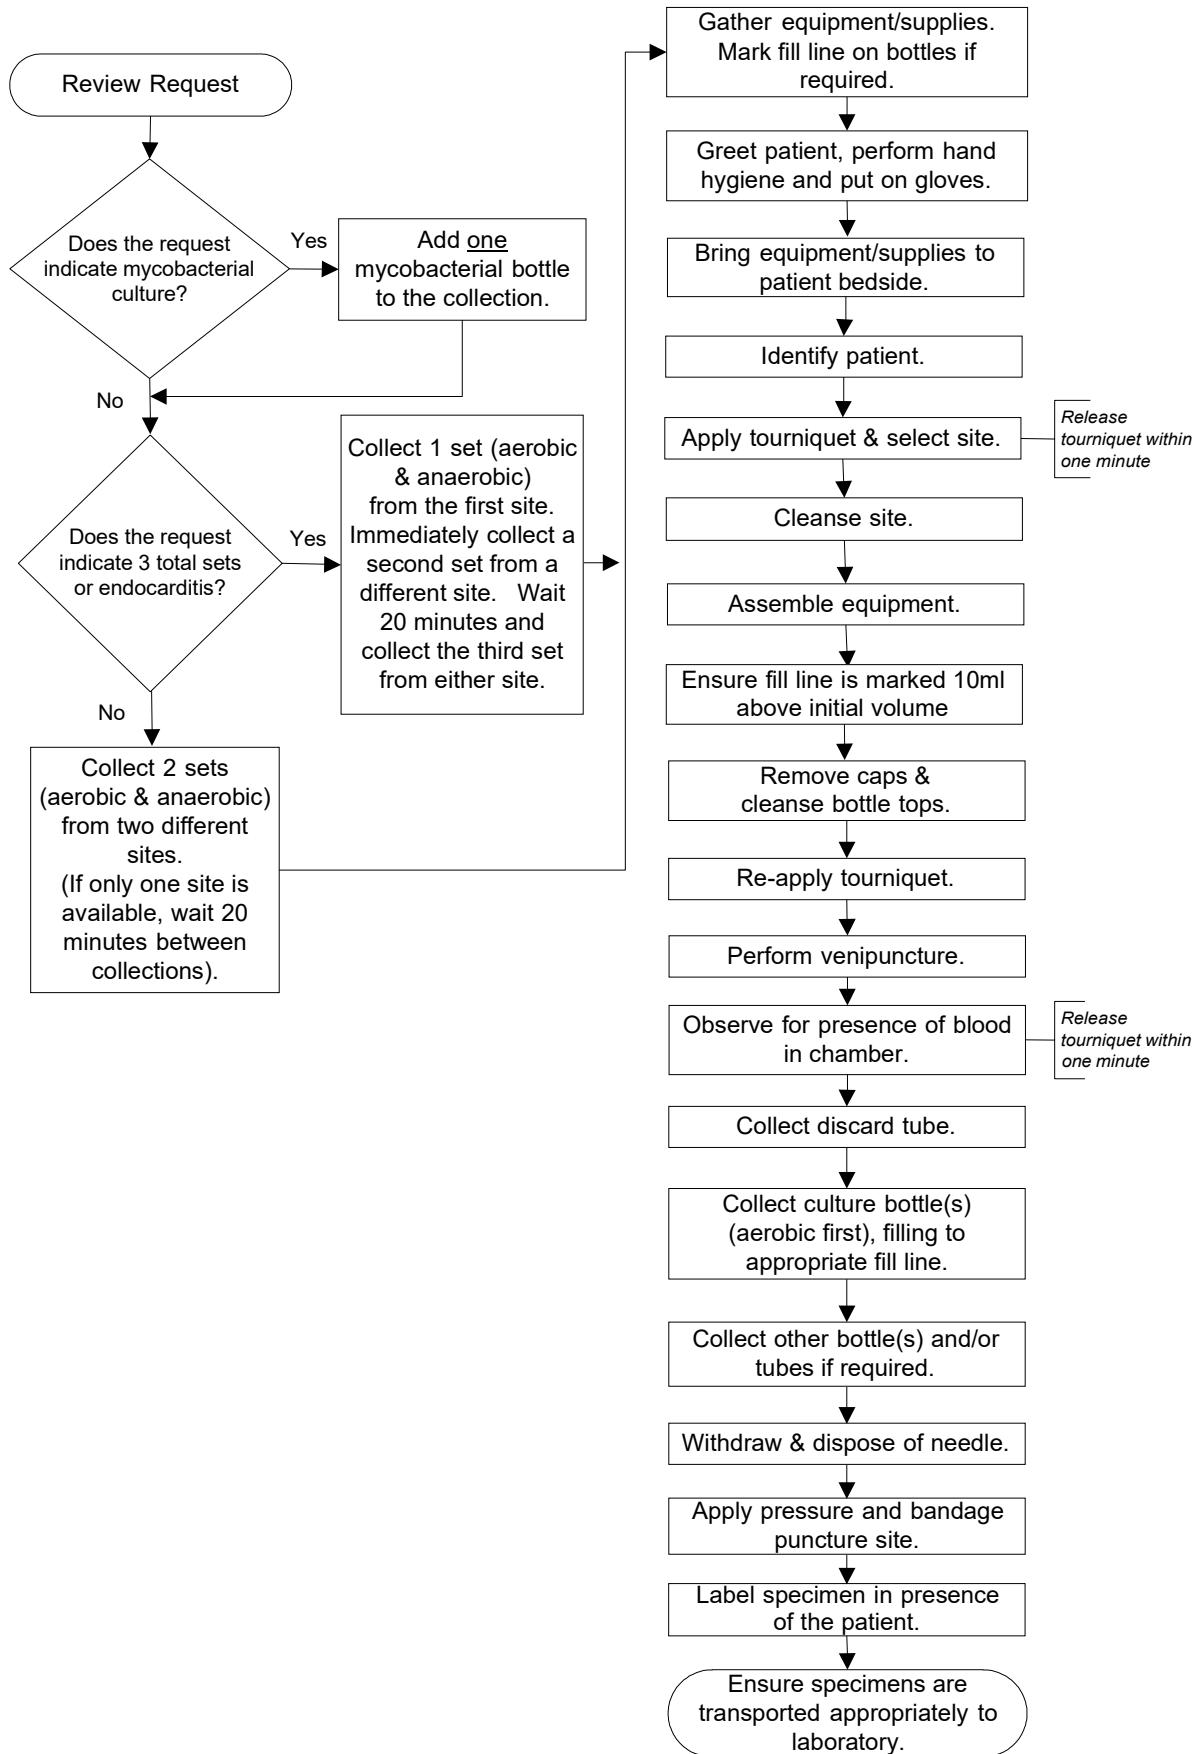 Review Request
Does the request
indicate mycobacterial
culture?
Yes
Add one
mycobacterial bottle
to the collection.
No
Does the request
indicate 3 total sets
or endocarditis?
Yes
Collect 1 set (aerobic
& anaerobic)
from the first site.
Immediately collect a
second set from a
different site. Wait
20 minutes and
collect the third set
from either site.
No
Collect 2 sets
(aerobic & anaerobic)
from two different
sites.
(If only one site is
available, wait 20
minutes between
collections).
Gather equipment/supplies.
Mark fill line on bottles if
required.
Greet patient, perform hand
hygiene and put on gloves.
Bring equipment/supplies to
patient bedside.
Identify patient.
Apply tourniquet & select site.
Release
tourniquet within
one minute
Cleanse site.
Assemble equipment.
Ensure fill line is marked 10ml
above initial volume
Remove caps &
cleanse bottle tops.
Re-apply tourniquet.
Perform venipuncture.
Observe for presence of blood
in chamber.
Release
tourniquet within
one minute
Collect discard tube.
Collect culture bottle(s)
(aerobic first), filling to
appropriate fill line.
Collect other bottle(s) and/or
tubes if required.
Withdraw & dispose of needle.
Apply pressure and bandage
puncture site.
Label specimen in presence
of the patient.
Ensure specimens are
transported appropriately to
laboratory.